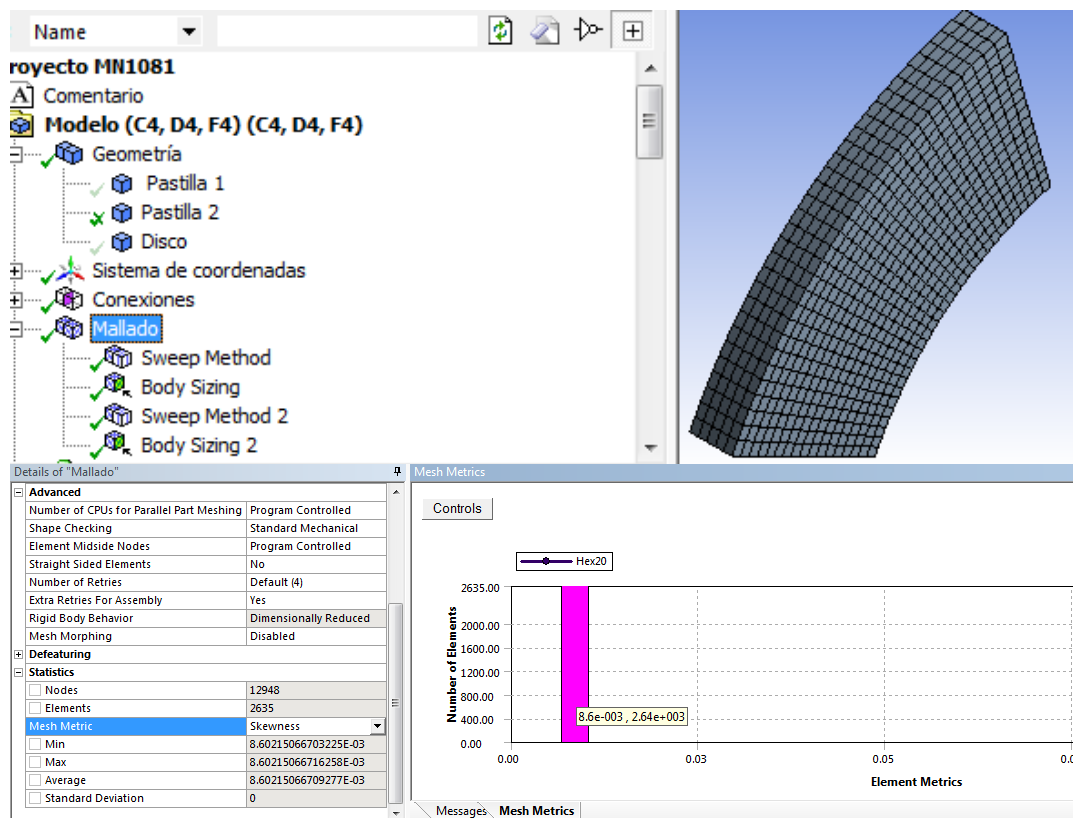 Name
royecto MN1081
A Comentario
Modelo (C4, D4, F4) (C4, D4, F4)
Geometría
Pastilla 1
Pastilla 2
Disco
Sistema de coordenadas
Conexiones
Mallado
Sweep Method
Body Sizing
Sweep Method 2
Body Sizing 2
Details of "Mallado"
Advanced
Number of CPUs for Parallel Part Meshing Program Controlled
Shape Checking Standard Mechanical
Element Midside Nodes Program Controlled
Straight Sided Elements No
Number of Retries Default (4)
Extra Retries For Assembly Yes
Rigid Body Behavior Dimensionally Reduced
Mesh Morphing Disabled
Defeaturing
Statistics
Nodes 12948
Elements 2635
Mesh Metric Skewness
Min 8.60215066703225E-03
Max 8.60215066716258E-03
Average 8.60215066709277E-03
Standard Deviation 0
Mesh Metrics
Controls
Hex20
Number of Elements
2635.00
2000.00
1600.00
1200.00
800.00
400.00
0.00
8.6e-003 , 2.64e+003
0.00 0.03 0.05 0.0
Element Metrics
Messages Mesh Metrics